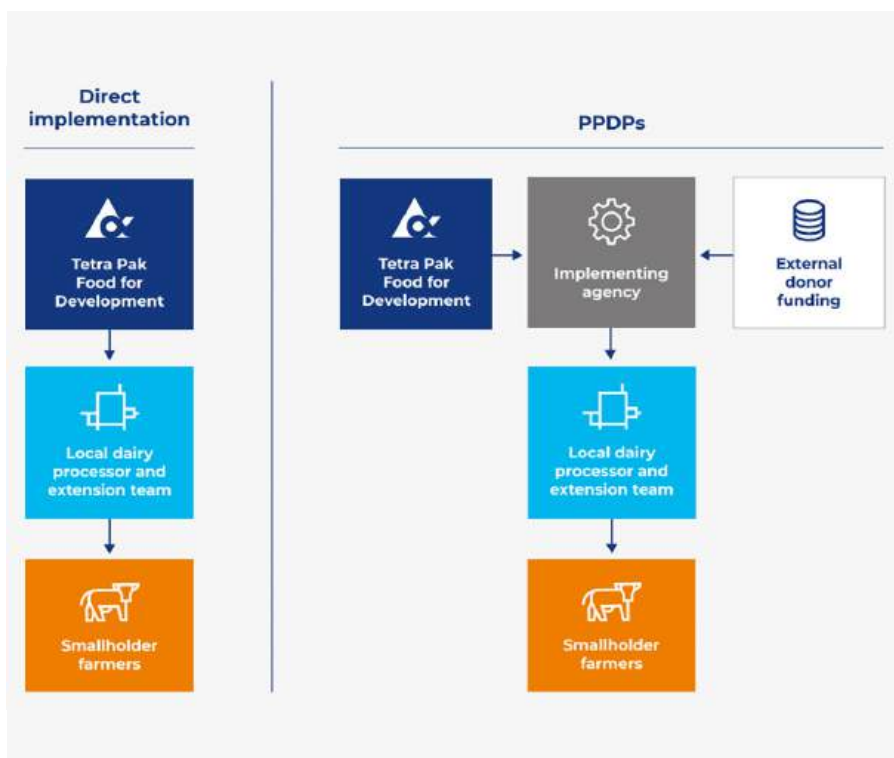 Direct
implementation
Tetra Pak
Food for
Development
Local dairy
processor and
extension team
Smallholder
farmers
PPDPs
Tetra Pak
Food for
Development
Implementing
agency
External
donor
funding
Local dairy
processor and
extension team
Smallholder
farmers